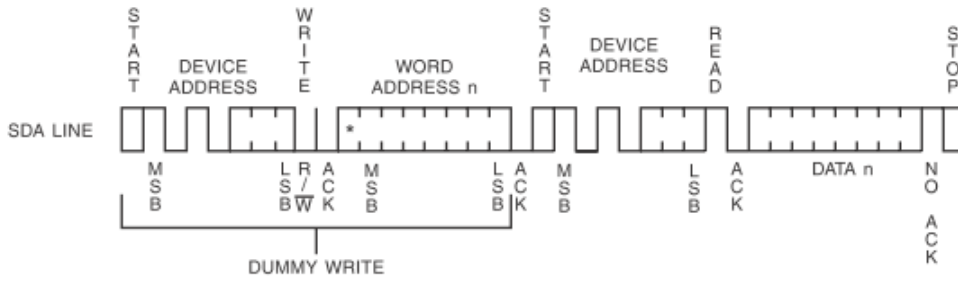 START
WRITE
START
READ
STOP
DEVICE
ADDRESS
WORD
ADDRESS n
DEVICE
ADDRESS
SDA LINE
*
MSB
LSB
R/W
ACK
MSB
LSB
ACK
MSB
LSB
ACK
DATA n
NO ACK
DUMMY WRITE